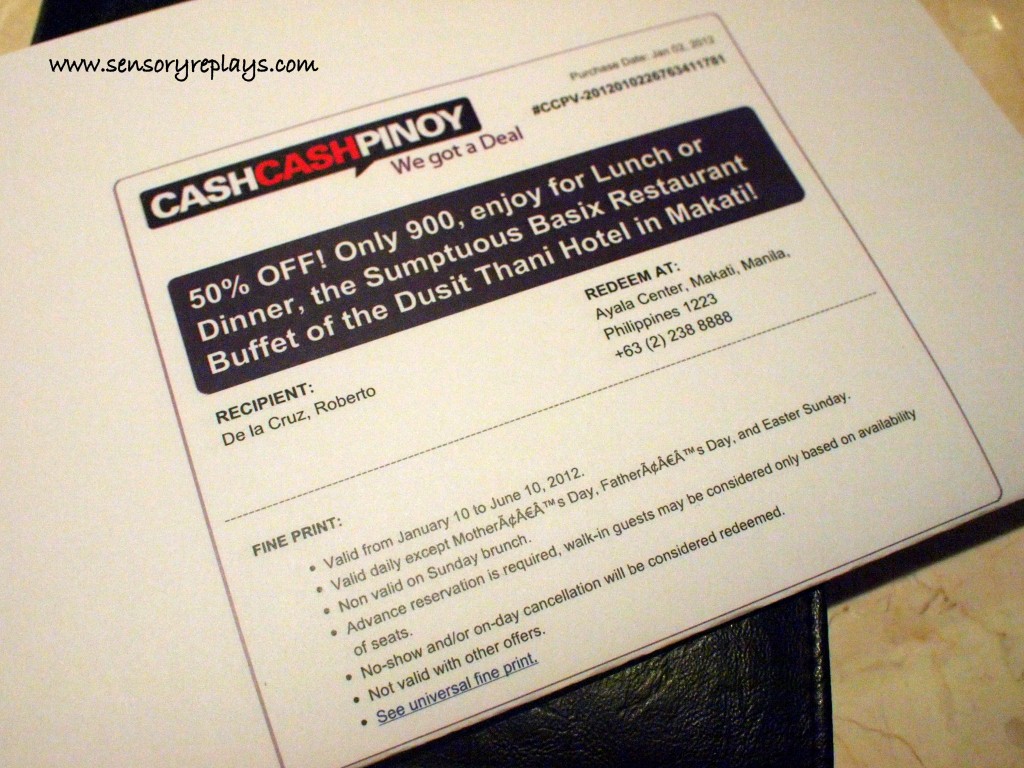 www.sensoryreplays.com
Purchase Date: Jan 02, 2012
#CCPV-2012010226763411781
CASHCASHPINOY
We got a Deal
50% OFF! Only 900, enjoy for Lunch or
Dinner, the Sumptuous Basix Restaurant
Buffet of the Dusit Thani Hotel in Makati!
RECIPIENT:
De la Cruz, Roberto
REDEEM AT:
Ayala Center, Makati, Manila,
Philippines 1223
+63 (2) 238 8888
FINE PRINT:
• Valid from January 10 to June 10, 2012.
• Valid daily except MotherÃ¢Â€Â™s Day, FatherÃ¢Â€Â™s Day, and Easter Sunday.
• Non valid on Sunday brunch.
• Advance reservation is required, walk-in guests may be considered only based on availability
of seats.
• No-show and/or on-day cancellation will be considered redeemed.
• Not valid with other offers.
• See universal fine print.